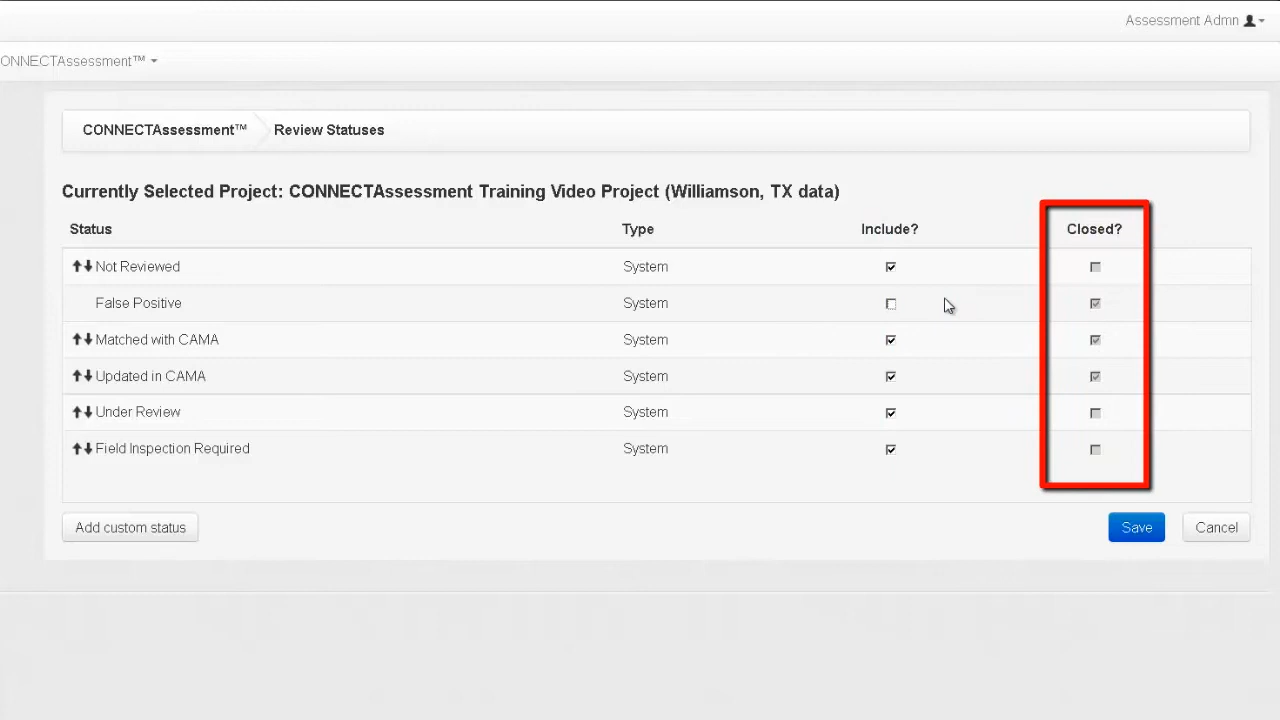 Assessment Admn
ONNECTAssessment™
CONNECTAssessment™ Review Statuses
Currently Selected Project: CONNECTAssessment Training Video Project (Williamson, TX data)
Status Type Include? Closed?
Not Reviewed System
False Positive System
Matched with CAMA System
Updated in CAMA System
Under Review System
Field Inspection Required System
Add custom status Save Cancel